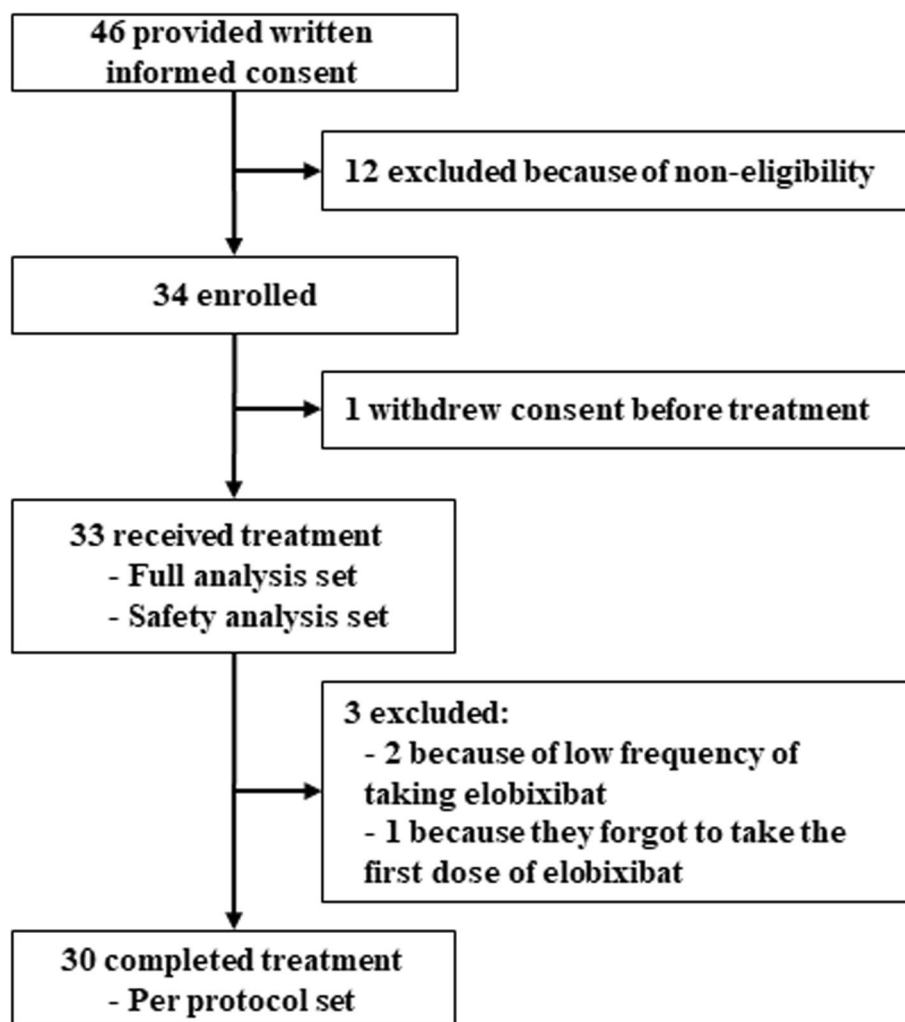 46 provided written
informed consent
12 excluded because of non-eligibility
34 enrolled
1 withdrew consent before treatment
33 received treatment
- Full analysis set
- Safety analysis set
3 excluded:
- 2 because of low frequency of
taking elobixibat
- 1 because they forgot to take the
first dose of elobixibat
30 completed treatment
- Per protocol set